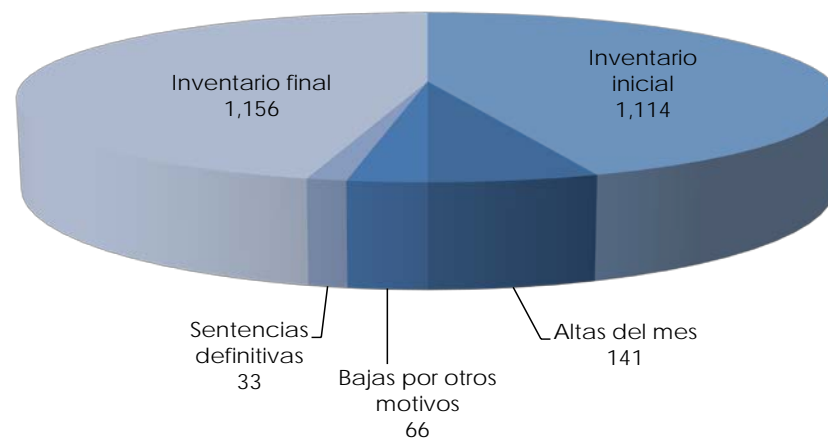 Inventario final
1,156
Inventario
inicial
1,114
Sentencias
definitivas
33
Bajas por otros
motivos
66
Altas del mes
141